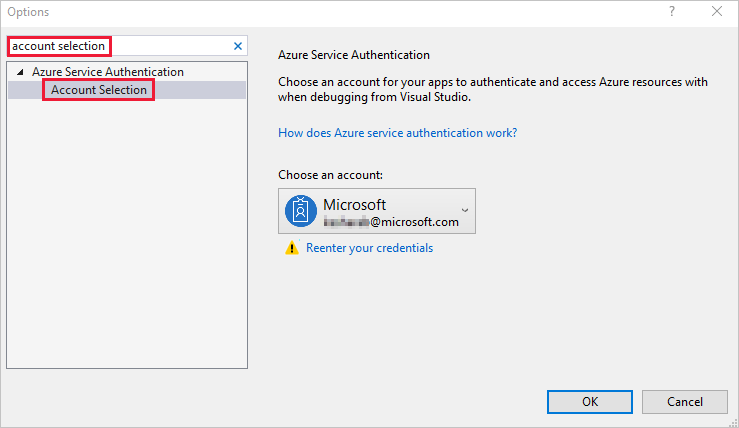 Options
account selection
Azure Service Authentication
Account Selection
Azure Service Authentication
Choose an account for your apps to authenticate and access Azure resources with
when debugging from Visual Studio.
How does Azure service authentication work?
Choose an account:
Microsoft
@microsoft.com
Reenter your credentials
OK
Cancel